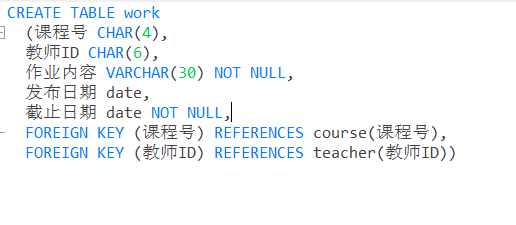 CREATE TABLE work
(课程号 CHAR(4),
教师ID CHAR(6),
作业内容 VARCHAR(30) NOT NULL,
发布日期 date,
截止日期 date NOT NULL,
FOREIGN KEY (课程号) REFERENCES course(课程号),
FOREIGN KEY (教师ID) REFERENCES teacher(教师ID))